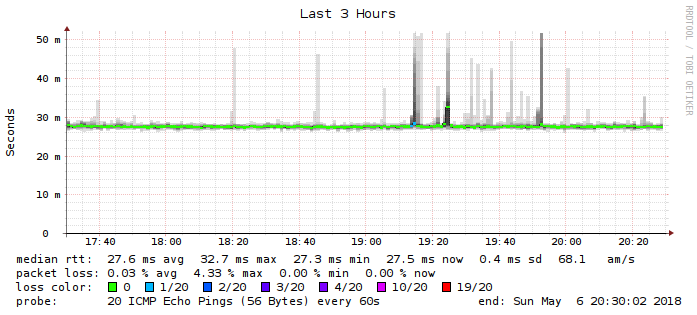 Last 3 Hours
RRDTOOL / TOBI OETIKER
Seconds
50 m
40 m
30 m
20 m
10 m
0
17:40 18:00 18:20 18:40 19:00 19:20 19:40 20:00 20:20
median rtt: 27.6 ms avg 32.7 ms max 27.3 ms min 27.5 ms now 0.4 ms sd 68.1 am/s
packet loss: 0.03 % avg 4.33 % max 0.00 % min 0.00 % now
loss color: 0 1/20 2/20 3/20 4/20 10/20 19/20
probe: 20 ICMP Echo Pings (56 Bytes) every 60s end: Sun May 6 20:30:02 2018